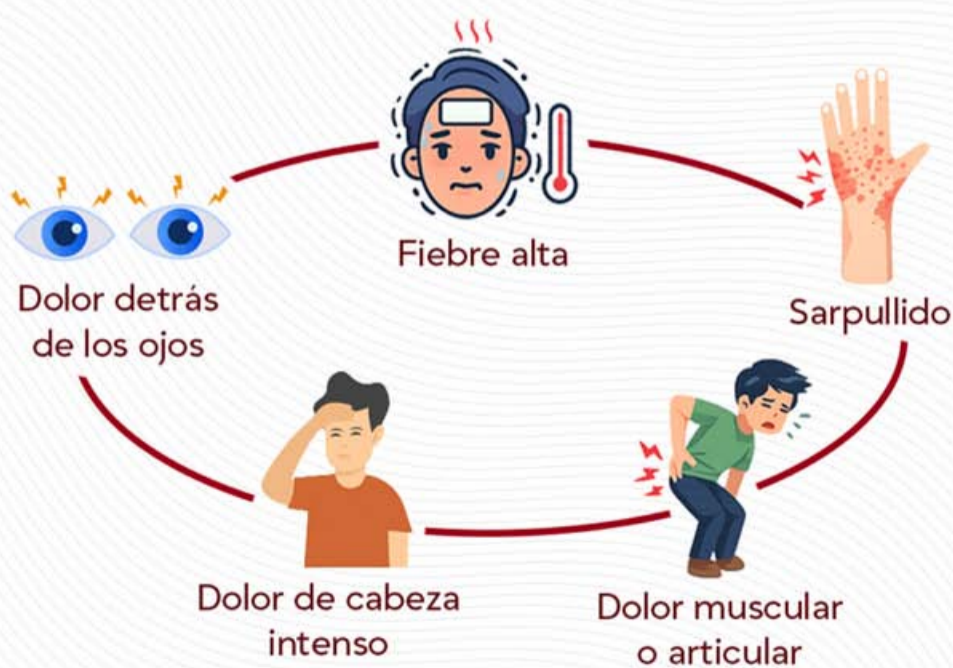 Fiebre alta
Sarpullido
Dolor detrás
de los ojos
Dolor de cabeza
intenso
Dolor muscular
o articular